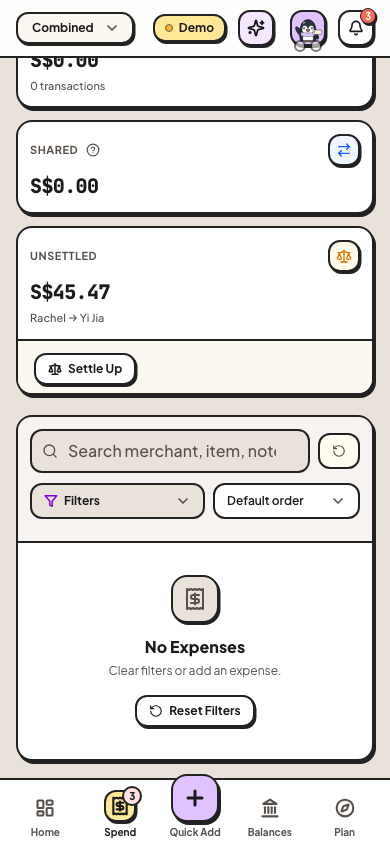 Combined
Demo
3
S$0.00
0 transactions
SHARED
S$0.00
UNSETTLED
S$45.47
Rachel → Yi Jia
Settle Up
Search merchant, item, note
Filters
Default order
No Expenses
Clear filters or add an expense.
Reset Filters
3
Home
Spend
Quick Add
Balances
Plan